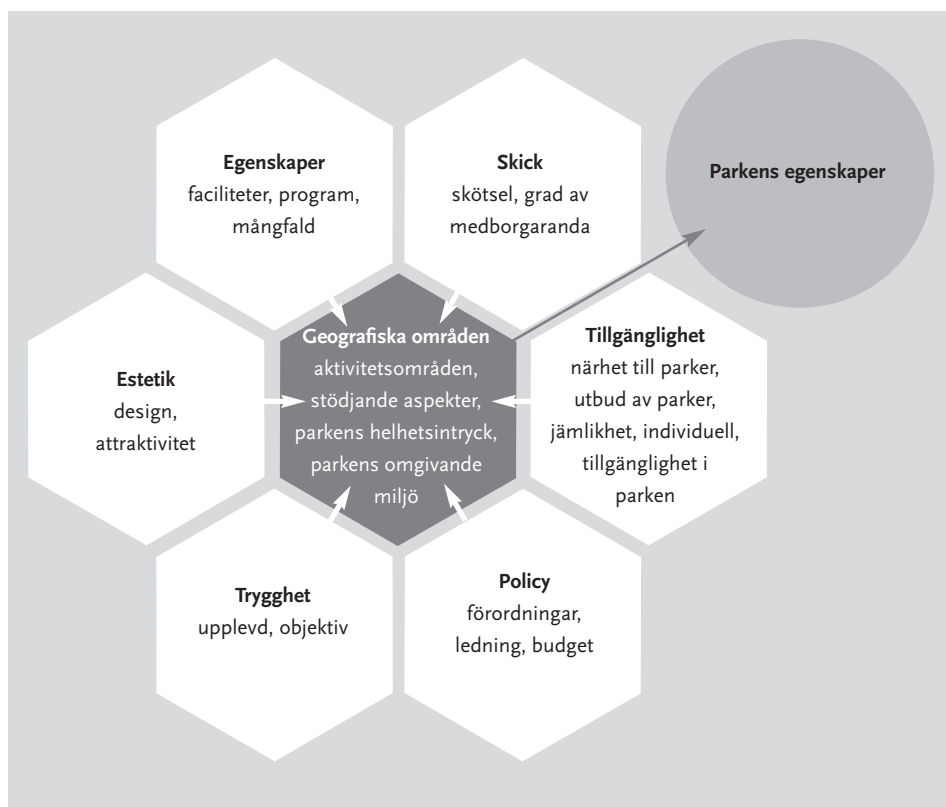 Egenskaper
faciliteter, program,
mångfald
Skick
skötsel, grad av
medborgaranda
Parkens egenskaper
Estetik
design,
attraktivitet
Geografiska områden
aktivitetsområden,
stödjande aspekter,
parkens helhetsintryck,
parkens omgivande
miljö
Tillgänglighet
närhet till parker,
utbud av parker,
jämlikhet, individuell,
tillgänglighet i
parken
Trygghet
upplevd, objektiv
Policy
förordningar,
ledning, budget